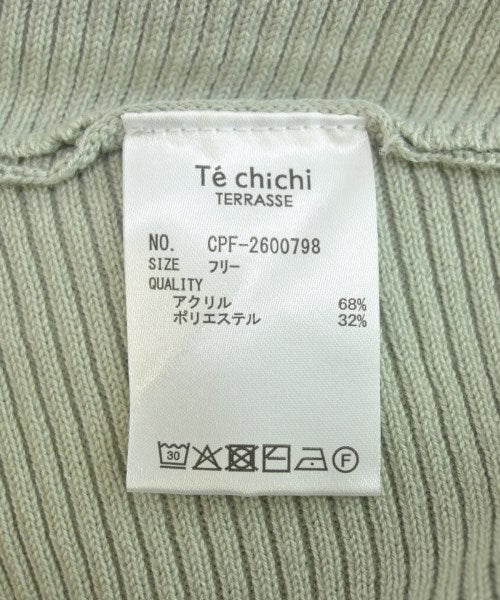 Té chichi
TERRASSE
NO. CPF-2600798
SIZE フリー
QUALITY
アクリル 68%
ポリエステル 32%
30 F